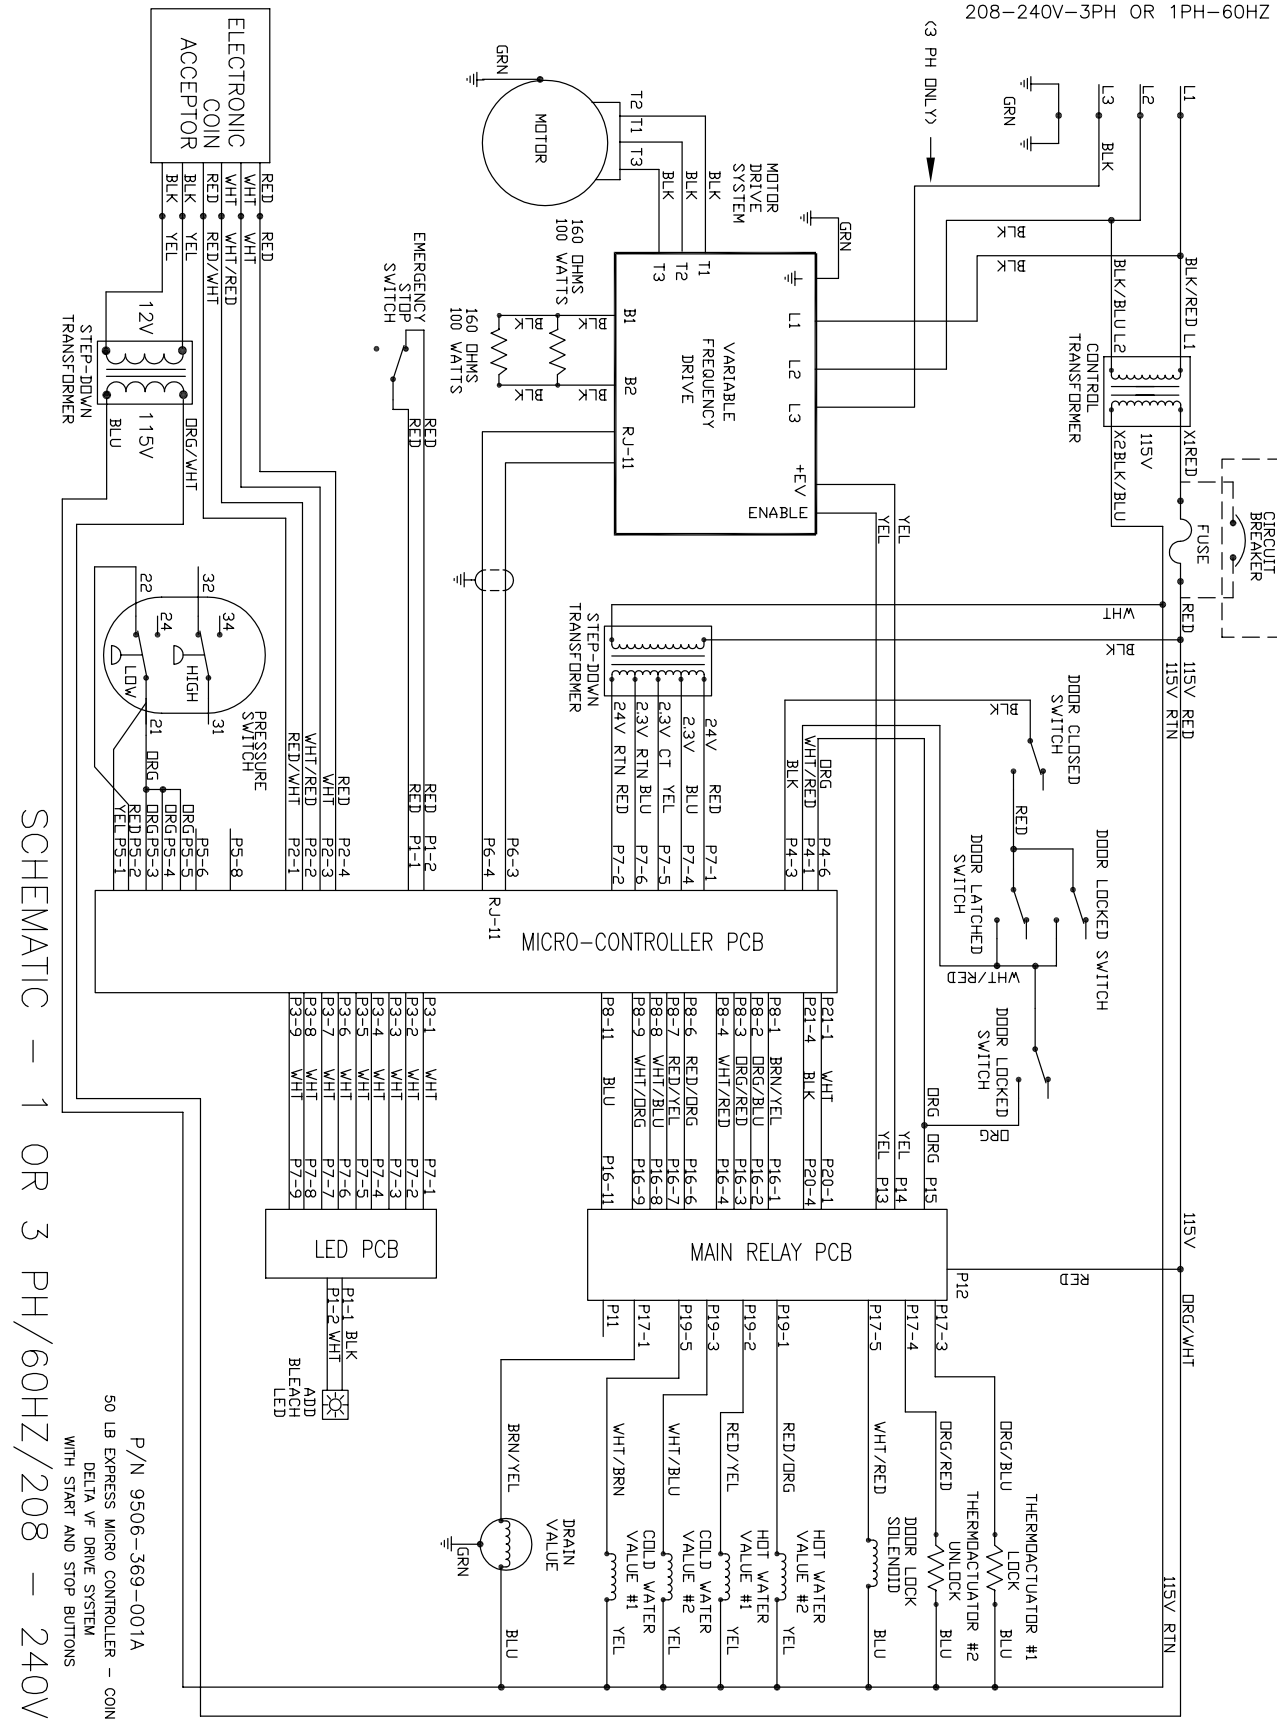 208-240V-3PH OR 1PH-60HZ
L1
L2
L3
GRN
BLK
(3 PH ONLY)
BLK
BLK
BLK/RED L1
BLK/BLU L2
CONTROL
TRANSFORMER
X1 RED
115V
X2 BLK/BLU
CIRCUIT
BREAKER
FUSE
RED
WHT
BLK
115V RED
115V RTN
115V
ORG/WHT
115V RTN
GRN
MOTOR
T2
T1
T3
BLK
BLK
BLK
MOTOR
DRIVE
SYSTEM
GRN
T1
T2
T3
L1
L2
L3
+EV
ENABLE
B1
B2
RJ-11
VARIABLE
FREQUENCY
DRIVE
160 OHMS
100 WATTS
160 OHMS
100 WATTS
BLK
BLK
BLK
BLK
YEL
YEL
STEP-DOWN
TRANSFORMER
24V RED P7-1
2.3V BLU P7-4
2.3V CT YEL P7-5
2.3V RTN BLU P7-6
24V RTN RED P7-2
DOOR CLOSED
SWITCH
BLK
RED
DOOR LOCKED SWITCH
DOOR LATCHED
SWITCH
WHT/RED
DOOR LOCKED
SWITCH
ORG
ORG P4-6
WHT/RED P4-1
BLK P4-3
EMERGENCY
STOP
SWITCH
RED
RED
RED P1-2
RED P1-1
P6-3
P6-4
RJ-11
MICRO-CONTROLLER PCB
ELECTRONIC
COIN
ACCEPTOR
RED RED
WHT WHT
WHT WHT/RED
RED RED/WHT
BLK YEL
BLK YEL
12V
STEP-DOWN
TRANSFORMER
115V
ORG/WHT
BLU
22
24
32
34
HIGH
LOW
31
21
PRESSURE
SWITCH
RED P2-4
WHT P2-3
WHT/RED P2-2
RED/WHT P2-1
P5-8
P5-6
ORG
ORG P5-5
ORG P5-4
ORG P5-3
RED P5-2
YEL P5-1
P21-1 WHT P20-1
P21-4 BLK P20-4
P8-1 BRN/YEL P16-1
P8-2 ORG/BLU P16-2
P8-3 ORG/RED P16-3
P8-4 WHT/RED P16-4
P8-6 RED/ORG P16-6
P8-7 RED/YEL P16-7
P8-8 WHT/BLU P16-8
P8-9 WHT/ORG P16-9
P8-11 BLU P16-11
ORG ORG P15
YEL P14
YEL P13
P3-1 WHT P7-1
P3-2 WHT P7-2
P3-3 WHT P7-3
P3-4 WHT P7-4
P3-5 WHT P7-5
P3-6 WHT P7-6
P3-7 WHT P7-7
P3-8 WHT P7-8
P3-9 WHT P7-9
LED PCB
P1-1 BLK
P1-2 WHT
ADD
BLEACH
LED
MAIN RELAY PCB
P12
RED
P17-3
P17-4
P17-5
P19-1
P19-2
P19-3
P19-5
P17-1
P11
ORG/BLU
THERMOACTUATOR #1
LOCK
BLU
ORG/RED
THERMOACTUATOR #2
UNLOCK
BLU
WHT/RED
DOOR LOCK
SOLENOID
BLU
RED/ORG
HOT WATER
VALUE #2
YEL
RED/YEL
HOT WATER
VALUE #1
YEL
WHT/BLU
COLD WATER
VALUE #2
YEL
WHT/BRN
COLD WATER
VALUE #1
YEL
BRN/YEL
DRAIN
VALUE
GRN
BLU
P/N 9506-369-001A
50 LB EXPRESS MICRO CONTROLLER - COIN
DELTA VF DRIVE SYSTEM
WITH START AND STOP BUTTONS
SCHEMATIC - 1 OR 3 PH/60HZ/208 - 240V